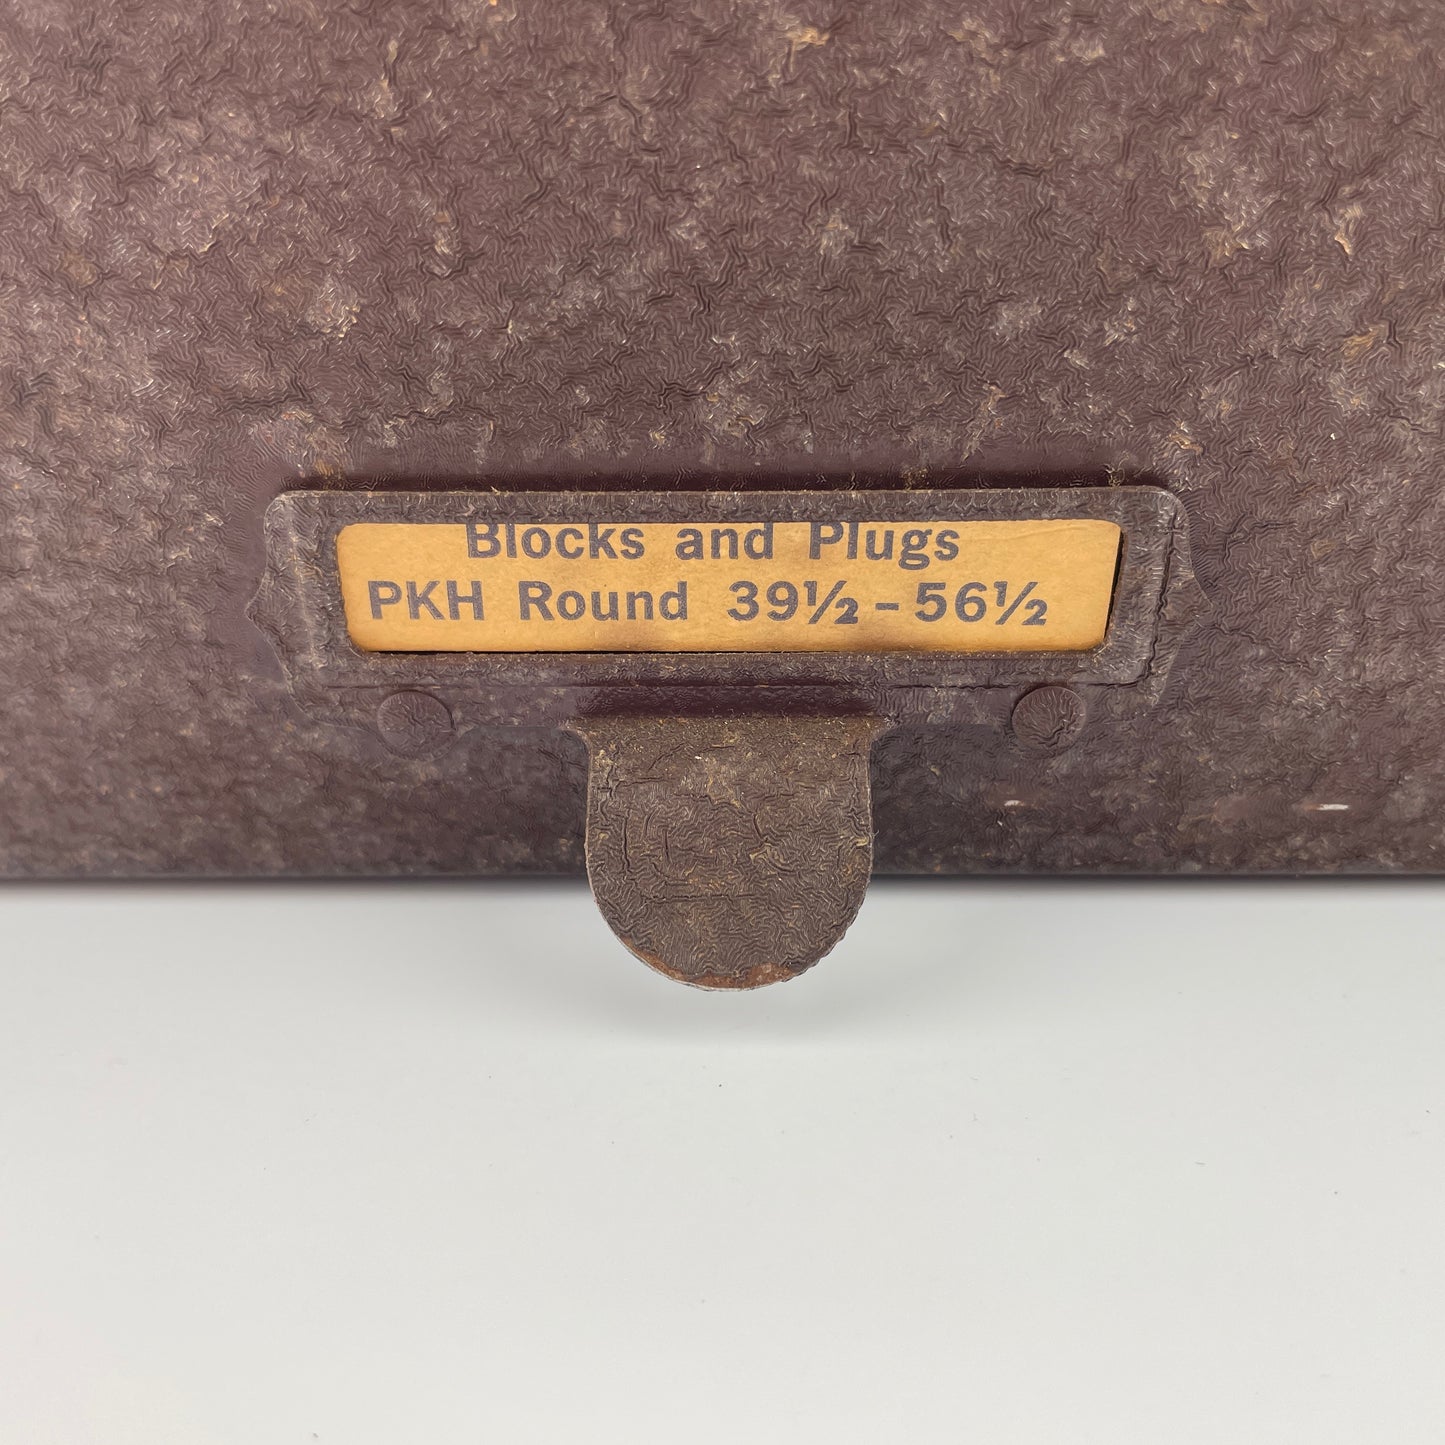 Blocks and Plugs
PKH Round 39½ - 56½